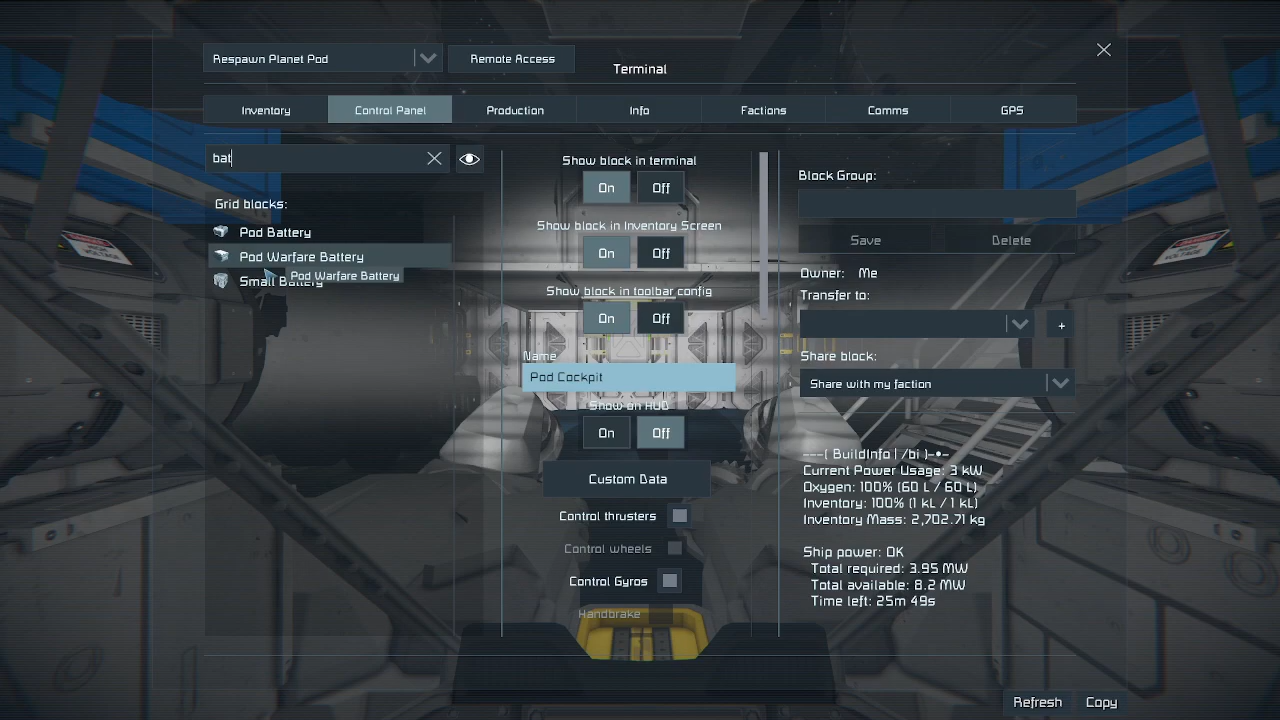 Respawn Planet Pod
Remote Access
Terminal
Inventory
Control Panel
Production
Info
Factions
Comms
GPS
bat
Grid blocks:
Pod Battery
Pod Warfare Battery
Pod Warfare Battery
Small Battery
Show block in terminal
On Off
Show block in Inventory Screen
On Off
Show block in toolbar config
On Off
Name
Pod Cockpit
Show on HUD
On Off
Custom Data
Control thrusters
Control wheels
Control Gyros
Handbrake
Block Group:
Save
Delete
Owner: Me
Transfer to:
+
Share block:
Share with my faction
---( BuildInfo | /bi )-•-
Current Power Usage: 3 kW
Oxygen: 100% (60 L / 60 L)
Inventory: 100% (1 kL / 1 kL)
Inventory Mass: 2,702.71 kg
Ship power: OK
Total required: 3.95 MW
Total available: 8.2 MW
Time left: 25m 49s
Refresh
Copy